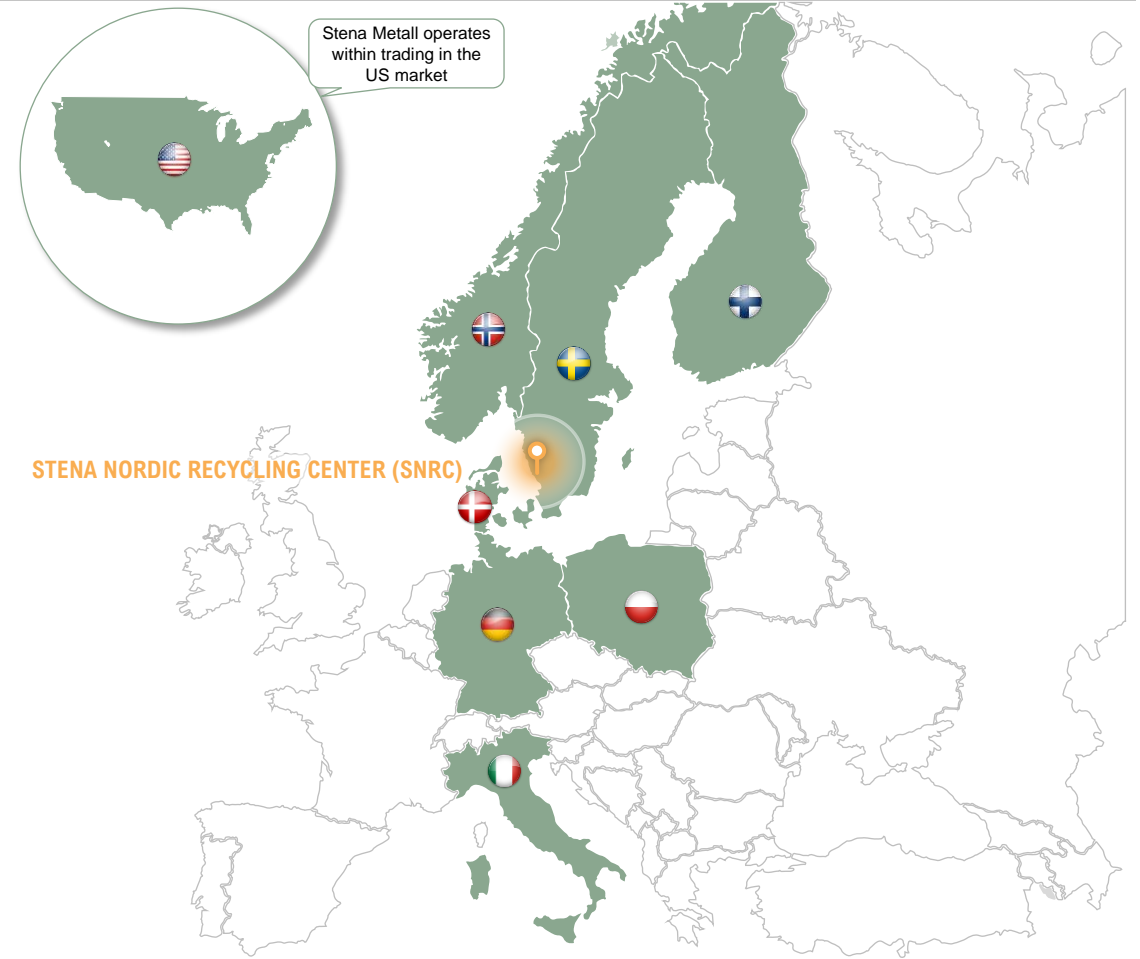 Stena Metall operates
within trading in the
US market
STENA NORDIC RECYCLING CENTER (SNRC)